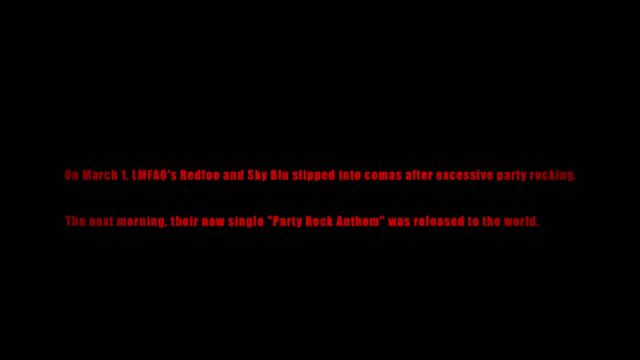 On March 1, LMFAO's Redfoo and Sky Blu slipped into comas after excessive party rocking.
The next morning, their new single "Party Rock Anthem" was released to the world.